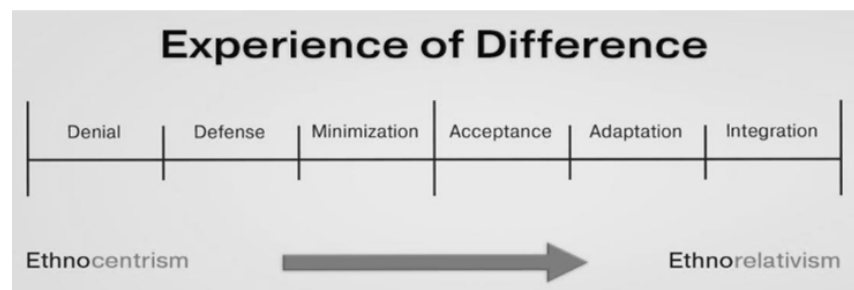 Experience of Difference
Denial Defense Minimization Acceptance Adaptation Integration
Ethnocentrism Ethnorelativism